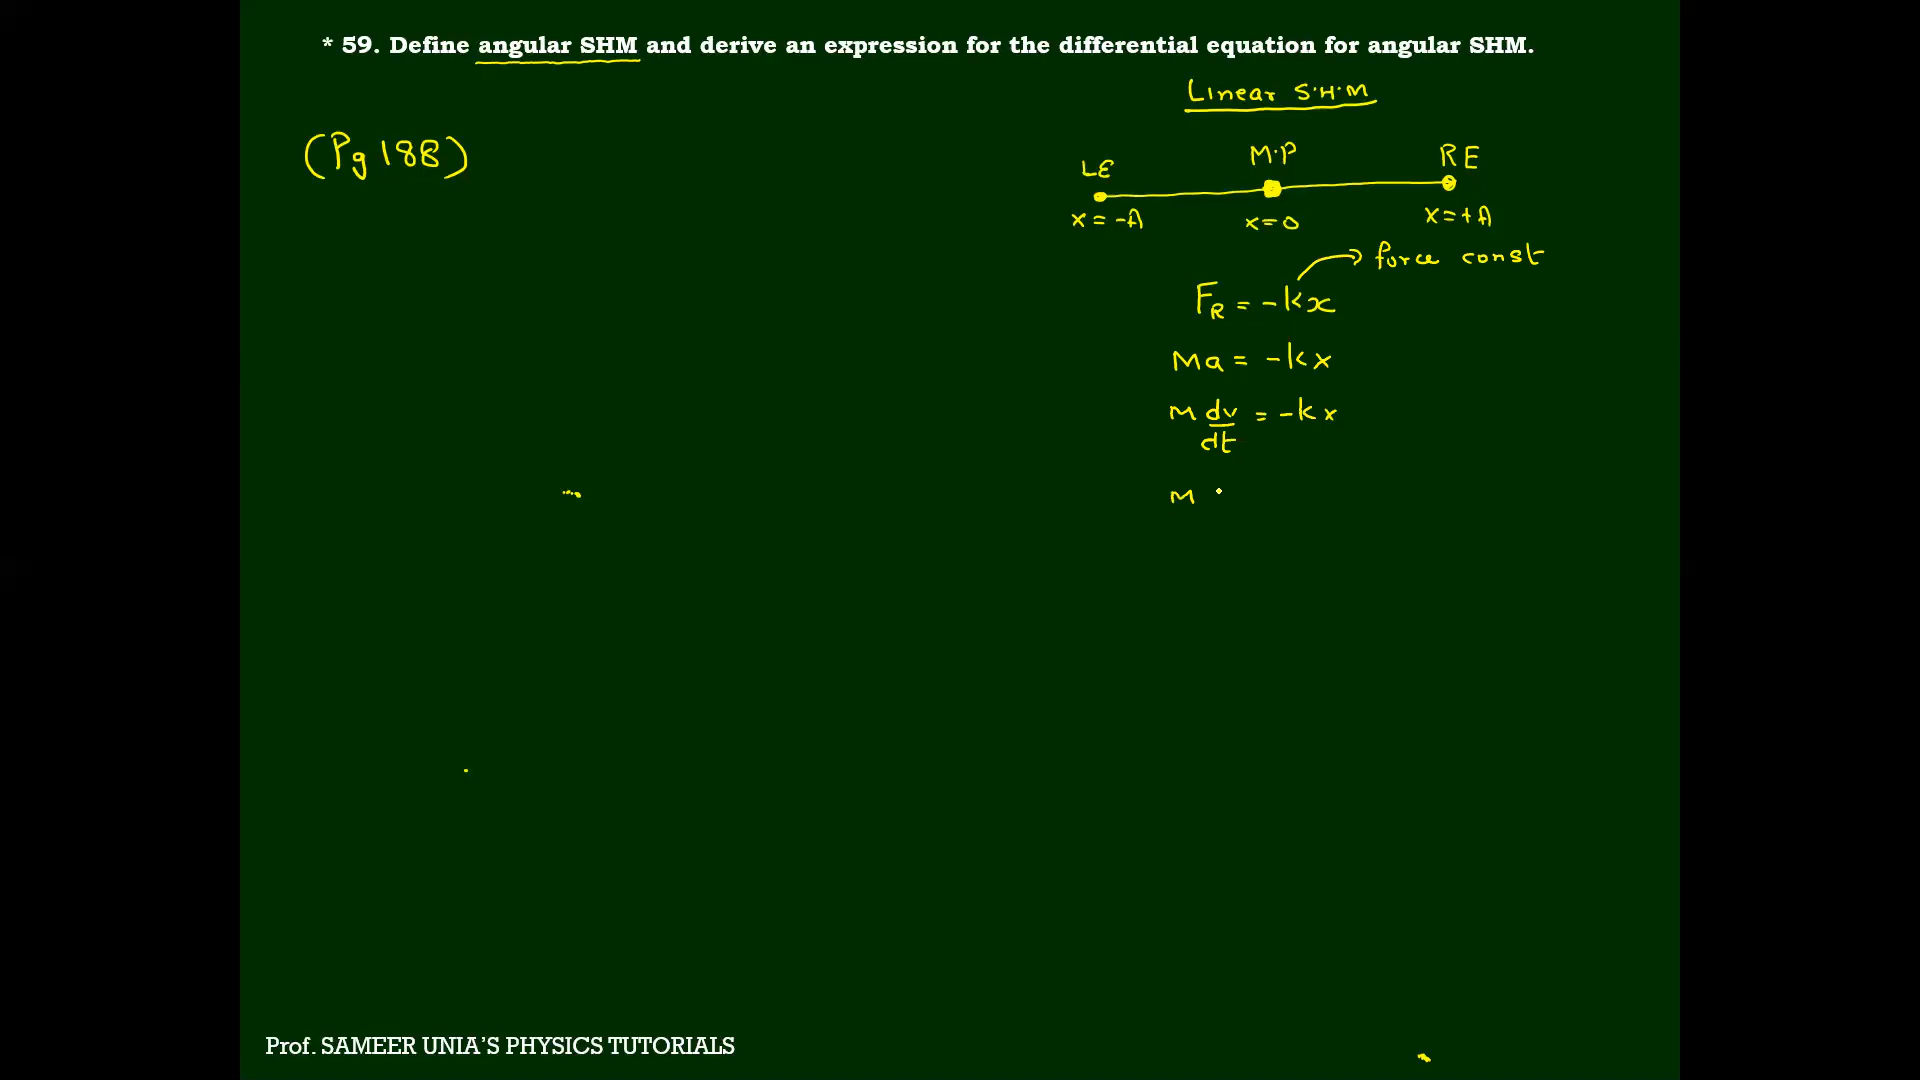 * 59. Define angular SHM and derive an expression for the differential equation for angular SHM.
(Pg 188)
Linear S.H.M
LE M.P RE
x = -A x=0 x=+A
force const
F_R = -kx
Ma = -kx
M dv/dt = -kx
M
Prof. SAMEER UNIA'S PHYSICS TUTORIALS